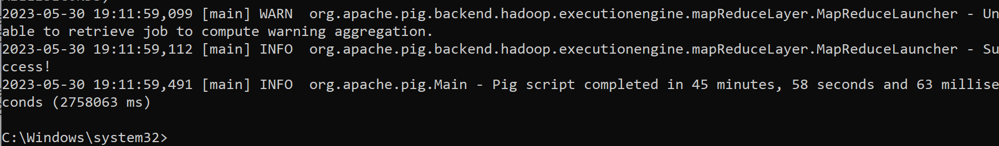 2023-05-30 19:11:59,099 [main] WARN  org.apache.pig.backend.hadoop.executionengine.mapReduceLayer.MapReduceLauncher - Un
able to retrieve job to compute warning aggregation.
2023-05-30 19:11:59,112 [main] INFO  org.apache.pig.backend.hadoop.executionengine.mapReduceLayer.MapReduceLauncher - Su
ccess!
2023-05-30 19:11:59,491 [main] INFO  org.apache.pig.Main - Pig script completed in 45 minutes, 58 seconds and 63 millise
conds (2758063 ms)
C:\Windows\system32>